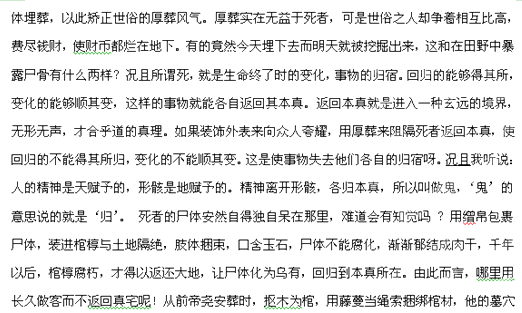 体埋葬，以此矫正世俗的厚葬风气。厚葬实在无益于死者，可是世俗之人却争着相互比高，
费尽钱财，使财币都烂在地下。有的竟然今天埋下去而明天就被挖掘出来，这和在田野中暴
露尸骨有什么两样？况且所谓死，就是生命终了时的变化，事物的归宿。回归的能够得其所，
变化的能够顺其变，这样的事物就能各自返回其本真。返回本真就是进入一种玄远的境界，
无形无声，才合乎道的真理。如果装饰外表来向众人夸耀，用厚葬来阻隔死者返回本真，使
回归的不能得其所归，变化的不能顺其变。这是使事物失去他们各自的归宿呀。况且我听说：
人的精神是天赋予的，形骸是地赋予的。精神离开形骸，各归本真，所以叫做鬼，‘鬼’的
意思说的就是‘归’。 死者的尸体安然自得独自呆在那里，难道会有知觉吗 ？用缯帛包裹
尸体，装进棺椁与土地隔绝，肢体捆束，口含玉石，尸体不能腐化，渐渐郁结成肉干，千年
以后，棺椁腐朽，才得以返还大地，让尸体化为乌有，回归到本真所在。由此而言，哪里用
长久做客而不返回真宅呢！从前帝尧安葬时，抠木为棺，用藤蔓当绳索捆绑棺材，他的墓穴